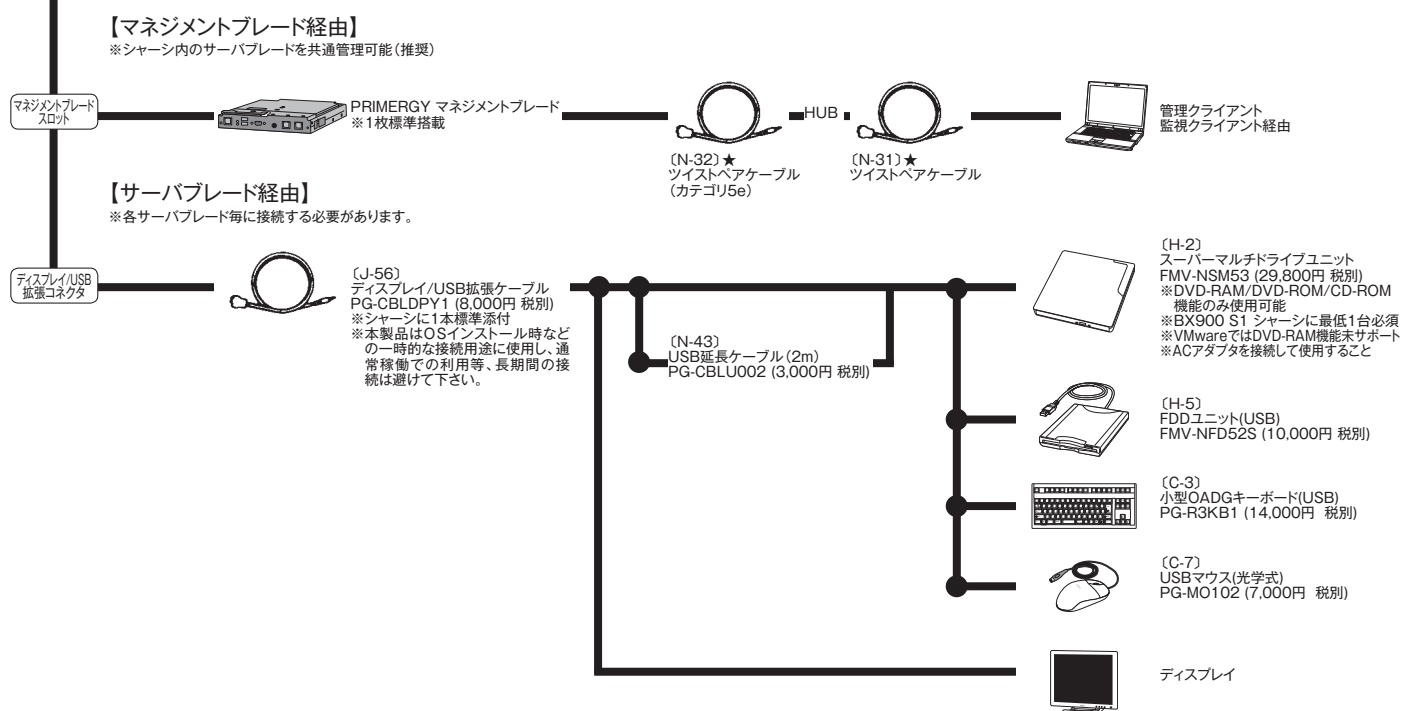 【マネジメントブレード経由】
※シャーシ内のサーバブレードを共通管理可能(推奨)
マネジメントブレード
スロット
PRIMERGY マネジメントブレード
※1枚標準搭載
HUB
〔N-32〕★
ツイストペアケーブル
(カテゴリ5e)
〔N-31〕★
ツイストペアケーブル
管理クライアント
監視クライアント経由
【サーバブレード経由】
※各サーバブレード毎に接続する必要があります。
ディスプレイ/USB
拡張コネクタ
〔J-56〕
ディスプレイ/USB拡張ケーブル
PG-CBLDPY1 (8,000円 税別)
※シャーシに1本標準添付
※本製品はOSインストール時など
の一時的な接続用途に使用し、通
常稼働での利用等、長期間の接
続は避けて下さい。
〔N-43〕
USB延長ケーブル(2m)
PG-CBLU002 (3,000円 税別)
〔H-2〕
スーパーマルチドライブユニット
FMV-NSM53 (29,800円 税別)
※DVD-RAM/DVD-ROM/CD-ROM
機能のみ使用可能
※BX900 S1 シャーシに最低1台必須
※VMwareではDVD-RAM機能未サポート
※ACアダプタを接続して使用すること
〔H-5〕
FDDユニット(USB)
FMV-NFD52S (10,000円 税別)
〔C-3〕
小型OADGキーボード(USB)
PG-R3KB1 (14,000円 税別)
〔C-7〕
USBマウス(光学式)
PG-MO102 (7,000円 税別)
ディスプレイ